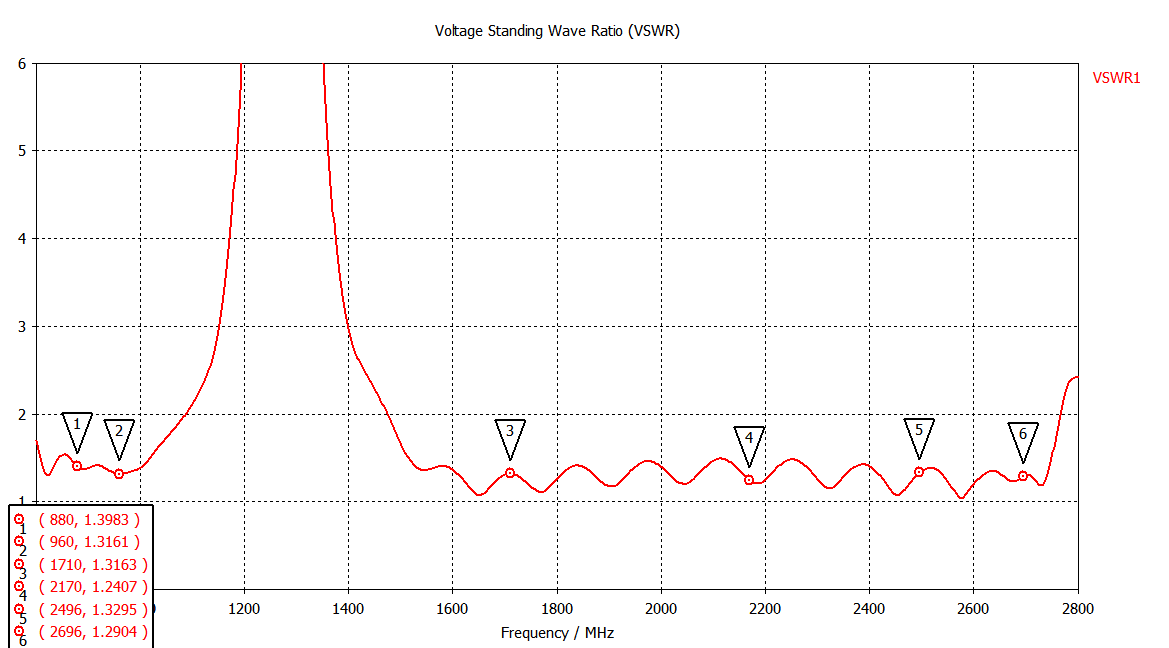 Voltage Standing Wave Ratio (VSWR)
VSWR1
6
5
4
3
2
1
1 2 3 4 5 6
1 ( 880, 1.3983 )
2 ( 960, 1.3161 )
3 ( 1710, 1.3163 )
4 ( 2170, 1.2407 )
5 ( 2496, 1.3295 )
6 ( 2696, 1.2904 )
1200 1400 1600 1800 2000 2200 2400 2600 2800
Frequency / MHz